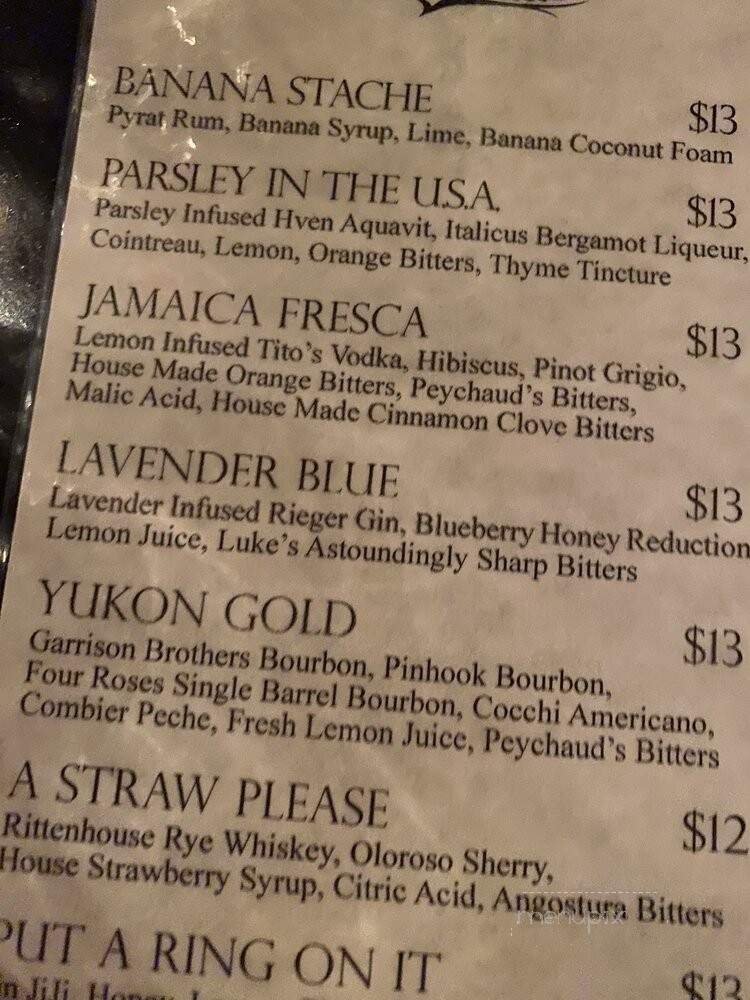 BANANA STACHE $13
Pyrat Rum, Banana Syrup, Lime, Banana Coconut Foam
PARSLEY IN THE U.S.A. $13
Parsley Infused Hven Aquavit, Italicus Bergamot Liqueur,
Cointreau, Lemon, Orange Bitters, Thyme Tincture
JAMAICA FRESCA $13
Lemon Infused Tito's Vodka, Hibiscus, Pinot Grigio,
House Made Orange Bitters, Peychaud's Bitters,
Malic Acid, House Made Cinnamon Clove Bitters
LAVENDER BLUE $13
Lavender Infused Rieger Gin, Blueberry Honey Reduction
Lemon Juice, Luke's Astoundingly Sharp Bitters
YUKON GOLD $13
Garrison Brothers Bourbon, Pinhook Bourbon,
Four Roses Single Barrel Bourbon, Cocchi Americano,
Combier Peche, Fresh Lemon Juice, Peychaud's Bitters
A STRAW PLEASE $12
Rittenhouse Rye Whiskey, Oloroso Sherry,
House Strawberry Syrup, Citric Acid, Angostura Bitters
menupix
PUT A RING ON IT $13
JiJi, Honey